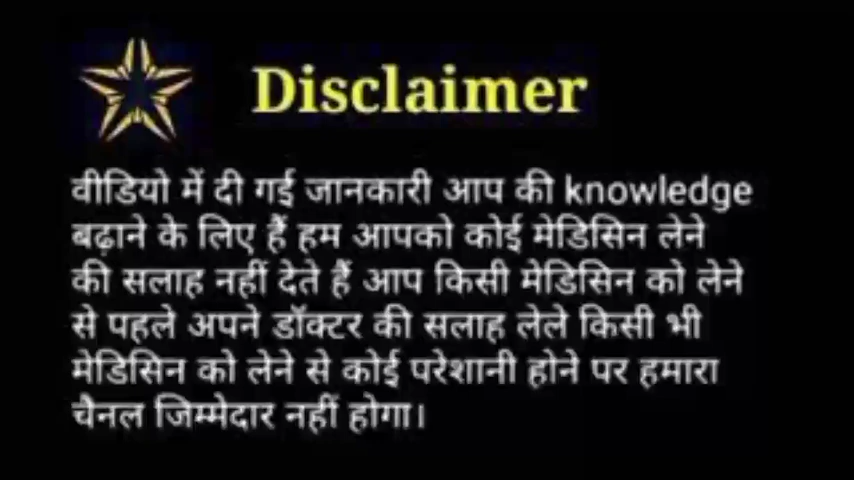 Disclaimer
वीडियो में दी गई जानकारी आप की knowledge
बढ़ाने के लिए हैं हम आपको कोई मेडिसिन लेने
की सलाह नहीं देते हैं आप किसी मेडिसिन को लेने
से पहले अपने डॉक्टर की सलाह लेले किसी भी
मेडिसिन को लेने से कोई परेशानी होने पर हमारा
चैनल जिम्मेदार नहीं होगा।